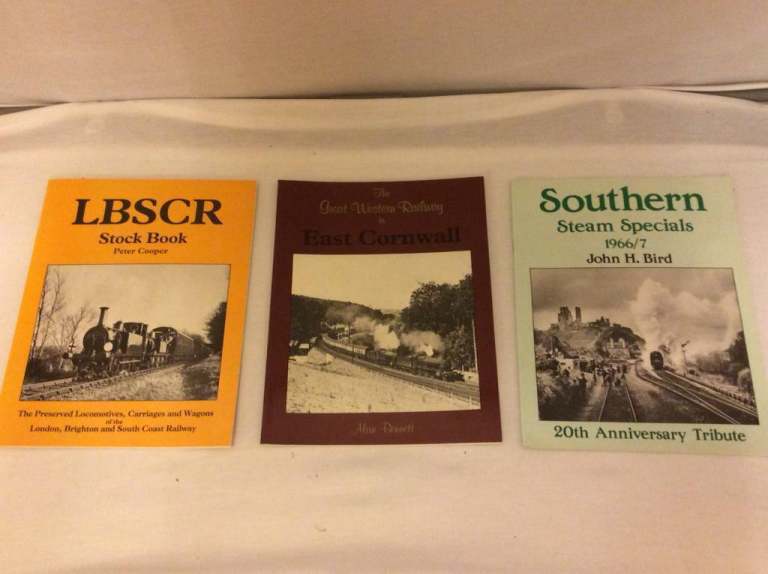 LBSCR
Stock Book
Peter Cooper
The Preserved Locomotives, Carriages and Wagons
of the
London, Brighton and South Coast Railway
The
Great Western Railway
in
East Cornwall
Alan Bennett
Southern
Steam Specials
1966/7
John H. Bird
20th Anniversary Tribute